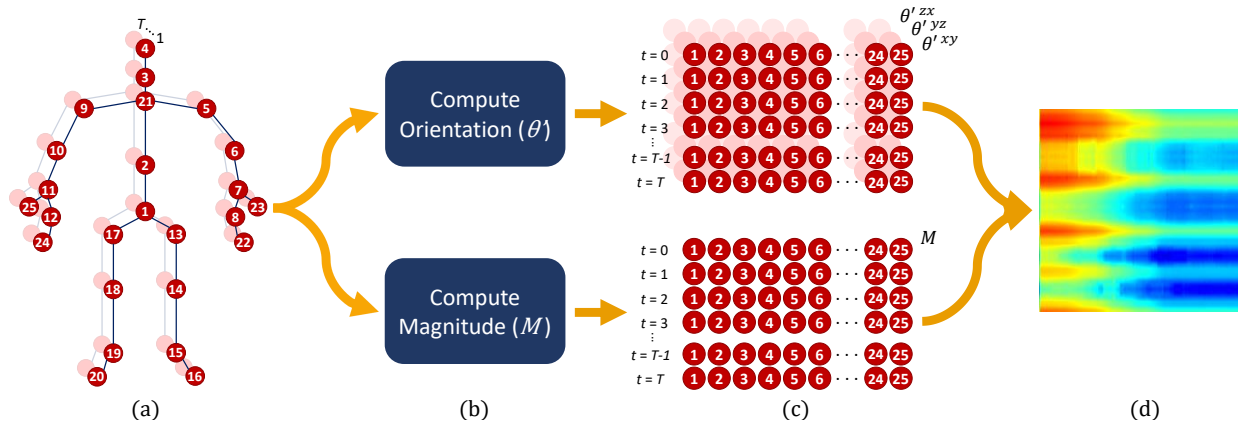 T⋱1
4
3
9
21
5
10
2
6
11
7
25
12
1
8
23
24
17
13
22
18
14
19
15
20
16
(a)
Compute
Orientation (θ')
Compute
Magnitude (M)
(b)
θ′ zx
θ′ yz
θ′ xy
t = 0 1 2 3 4 5 6 ··· 24 25
t = 1 1 2 3 4 5 6 ··· 24 25
t = 2 1 2 3 4 5 6 ··· 24 25
t = 3 1 2 3 4 5 6 ··· 24 25
⋮
t = T-1 1 2 3 4 5 6 ··· 24 25
t = T 1 2 3 4 5 6 ··· 24 25
M
t = 0 1 2 3 4 5 6 ··· 24 25
t = 1 1 2 3 4 5 6 ··· 24 25
t = 2 1 2 3 4 5 6 ··· 24 25
t = 3 1 2 3 4 5 6 ··· 24 25
⋮
t = T-1 1 2 3 4 5 6 ··· 24 25
t = T 1 2 3 4 5 6 ··· 24 25
(c)
(d)